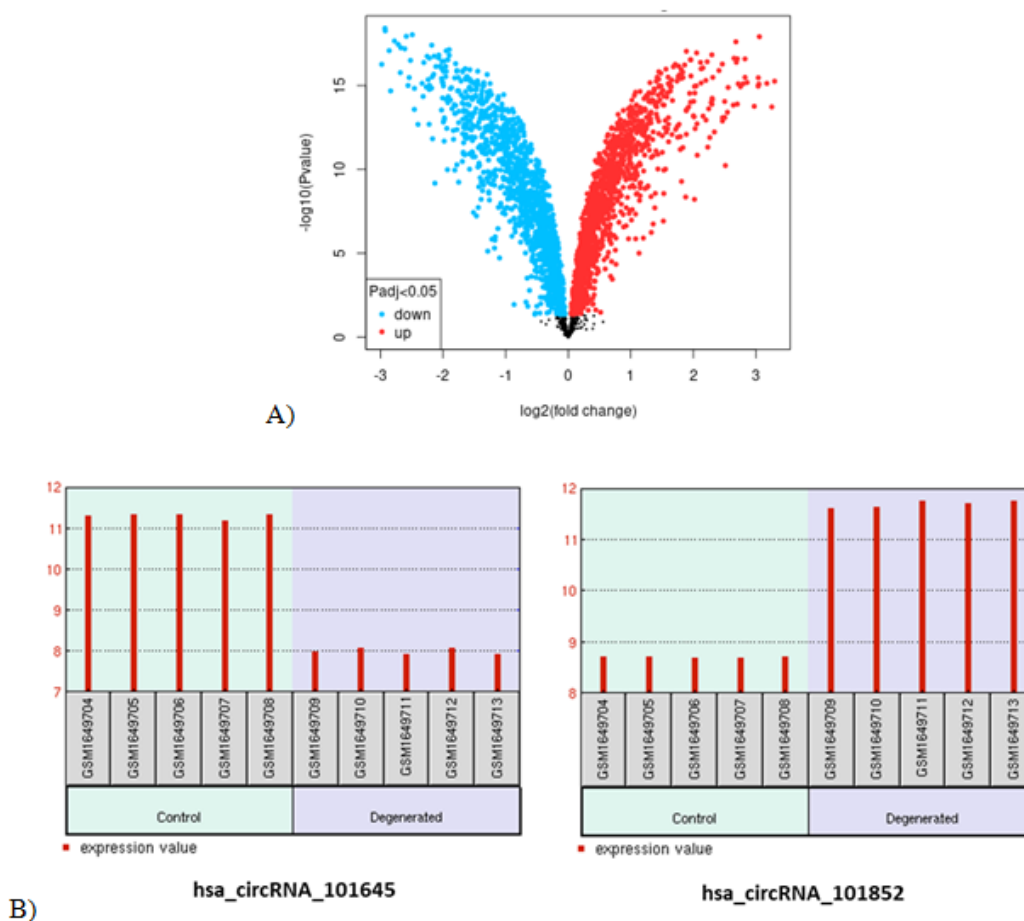 -log10(Pvalue)
15
10
5
0
Padj<0.05
down
up
-3 -2 -1 0 1 2 3
log2(fold change)
A)
12
11
10
9
8
7
GSM1649704 GSM1649705 GSM1649706 GSM1649707 GSM1649708 GSM1649709 GSM1649710 GSM1649711 GSM1649712 GSM1649713
Control Degenerated
expression value
hsa_circRNA_101645
12
11
10
9
8
GSM1649704 GSM1649705 GSM1649706 GSM1649707 GSM1649708 GSM1649709 GSM1649710 GSM1649711 GSM1649712 GSM1649713
Control Degenerated
expression value
hsa_circRNA_101852
B)